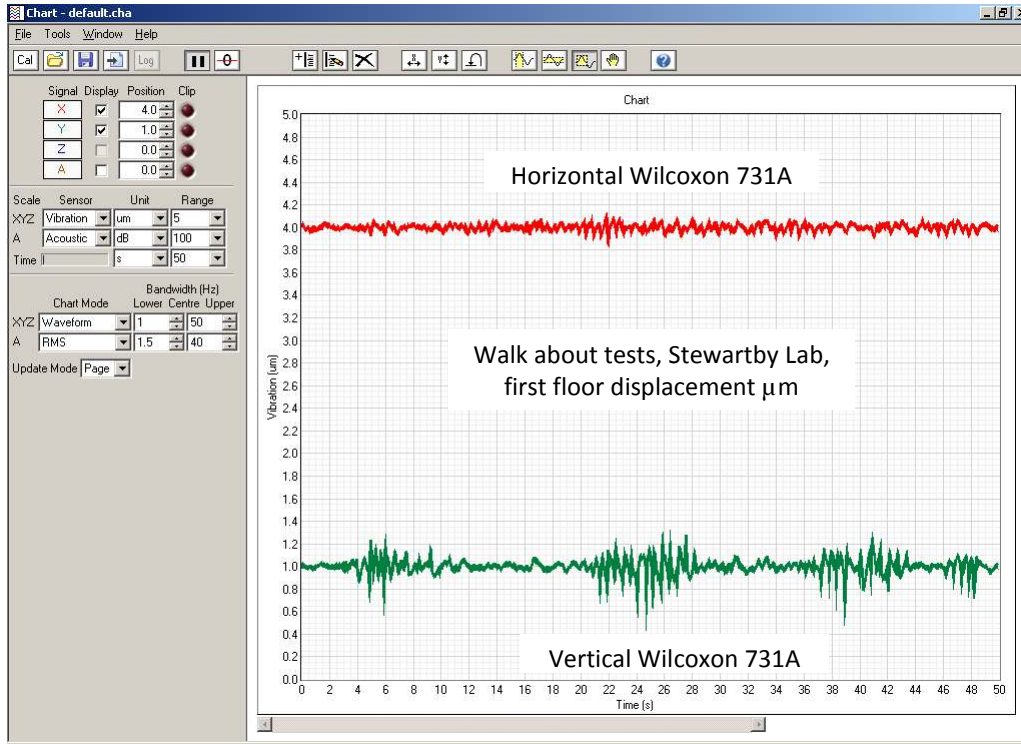 Chart - default.cha
File Tools Window Help
Cal Log
Signal Display Position Clip
X 4.0
Y 1.0
Z 0.0
A 0.0
Scale Sensor Unit Range
XYZ Vibration um 5
A Acoustic dB 100
Time s 50
Bandwidth (Hz)
Chart Mode Lower Centre Upper
XYZ Waveform 1 50
A RMS 1.5 40
Update Mode Page
Chart
Horizontal Wilcoxon 731A
Walk about tests, Stewartby Lab,
first floor displacement μm
Vertical Wilcoxon 731A
Vibration (um)
5.0
4.8
4.6
4.4
4.2
4.0
3.8
3.6
3.4
3.2
3.0
2.8
2.6
2.4
2.2
2.0
1.8
1.6
1.4
1.2
1.0
0.8
0.6
0.4
0.2
0.0
0 2 4 6 8 10 12 14 16 18 20 22 24 26 28 30 32 34 36 38 40 42 44 46 48 50
Time (s)